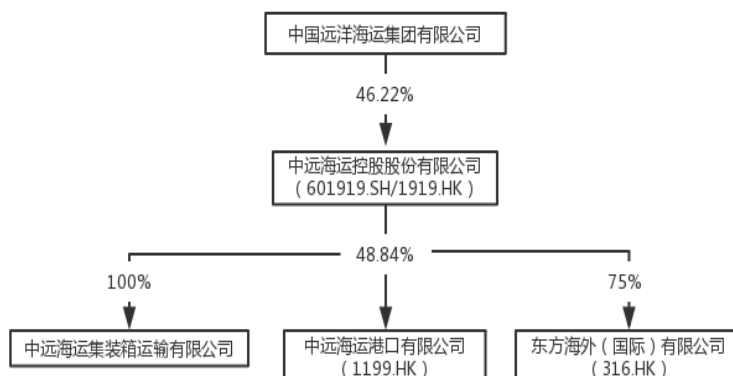 中国远洋海运集团有限公司
46.22%
中远海运控股股份有限公司
（601919.SH/1919.HK）
48.84%
100%
75%
中远海运集装箱运输有限公司
中远海运港口有限公司
（1199.HK）
东方海外（国际）有限公司
（316.HK）